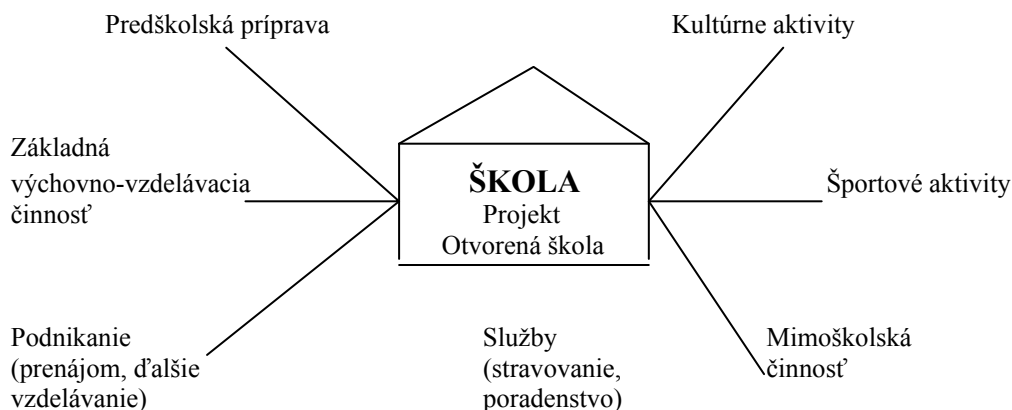 Predškolská príprava
Kultúrne aktivity
Základná
výchovno-vzdelávacia
činnosť
ŠKOLA
Projekt
Otvorená škola
Športové aktivity
Podnikanie
(prenájom, ďalšie
vzdelávanie)
Služby
(stravovanie,
poradenstvo)
Mimoškolská
činnosť